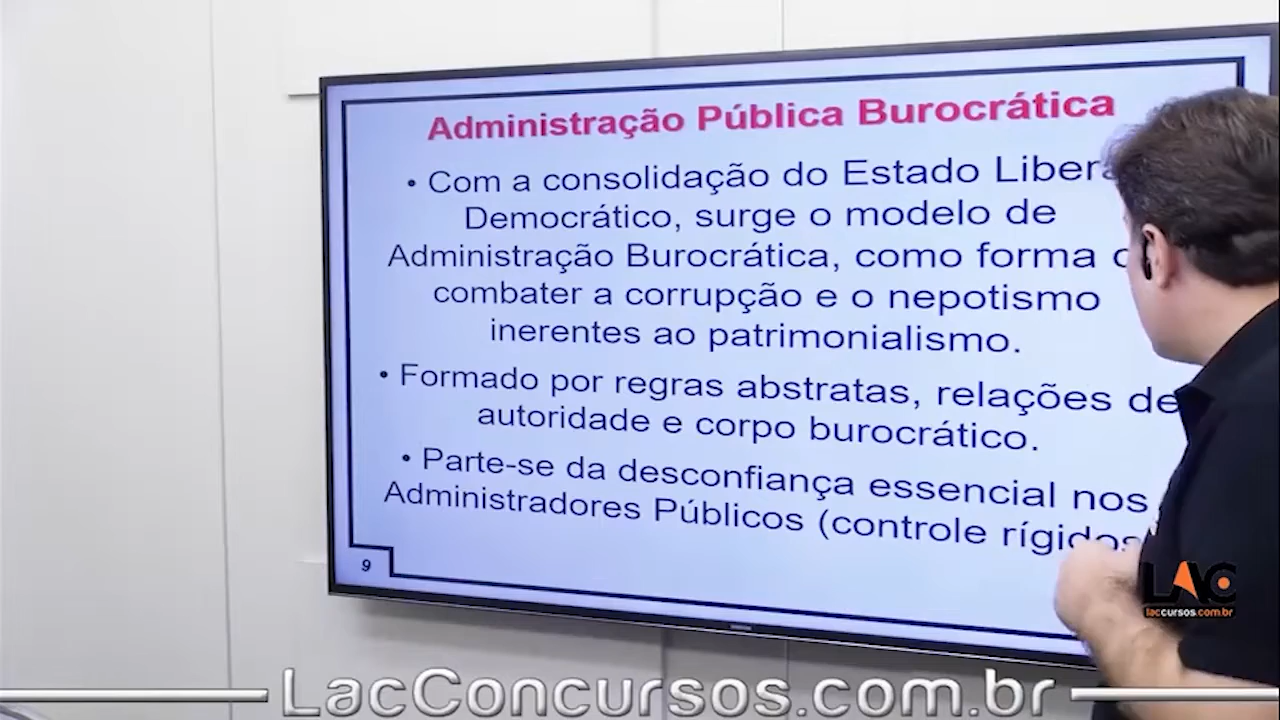 Administração Pública Burocrática
• Com a consolidação do Estado
Democrático, surge o modelo de
Administração Burocrática, como forma
combater a corrupção e o nepotismo
inerentes ao patrimonialismo.
• Formado por regras abstratas, relações de
autoridade e corpo burocrático.
• Parte-se da desconfiança essencial nos
Administradores Públicos (controle rígidos
9
LAC
laccursos.com.br
LacConcursos.com.br